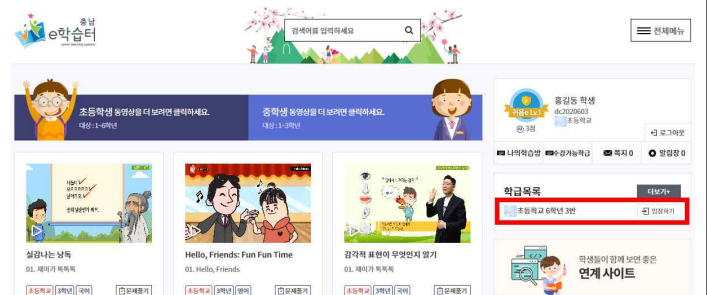 충남
e학습터
검색어를 입력하세요
전체메뉴
초등학생 동영상을 더 보려면 클릭하세요.
대상:1-6학년
중학생 동영상을 더 보려면 클릭하세요.
대상:1-3학년
홍길동 학생
dc2020603
초등학교
3점
로그아웃
나의학습방
수강가능학급
쪽지 0
알림장 0
학급목록
더보기+
초등학교 6학년 3반
입장하기
실감나는 낭독
01. 재미가 톡톡톡
초등학교 3학년 국어
문제풀기
Hello, Friends: Fun Fun Time
01. Hello, Friends
초등학교 3학년 영어
문제풀기
감각적 표현이 무엇인지 알기
01. 재미가 톡톡톡
초등학교 3학년 국어
문제풀기
학생들이 함께 보면 좋은
연계 사이트